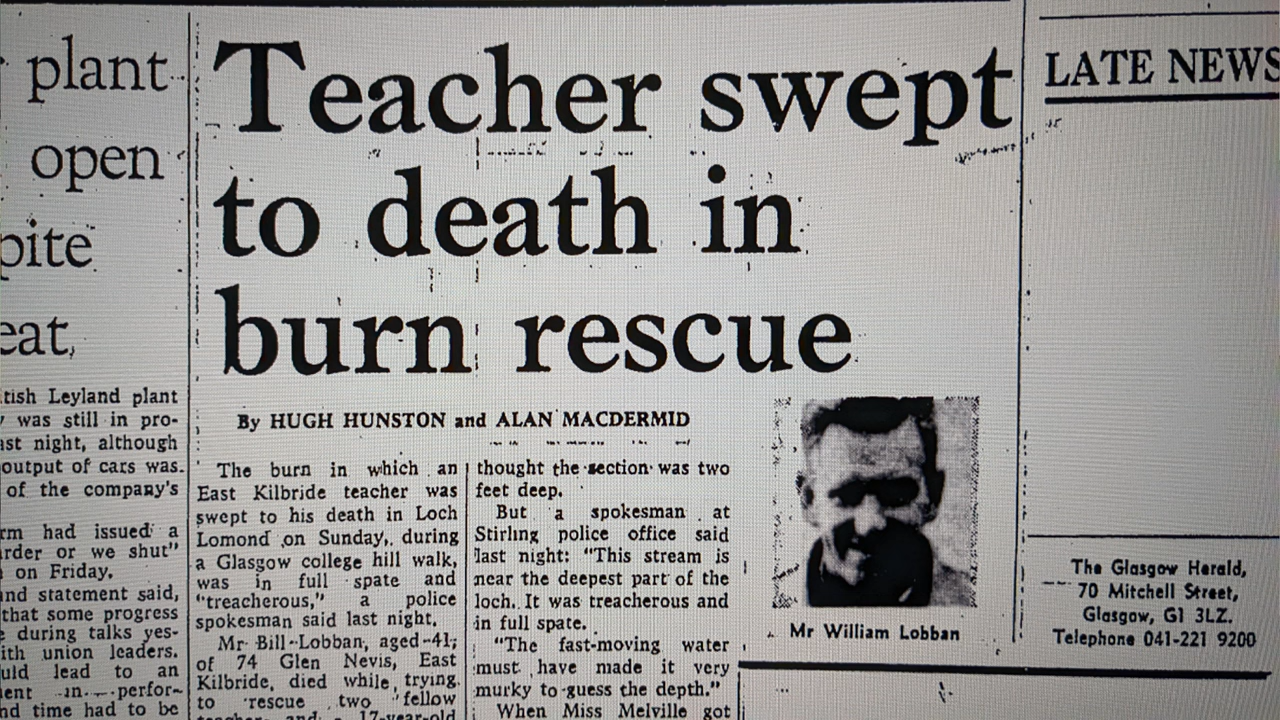 plant
open
pite
eat,
tish Leyland plant
was still in pro-
ast night, although
output of cars was.
of the company's
rm had issued a
rder or we shut"
on Friday.
nd statement said,
that some progress
during talks yes-
ith union leaders.
uld lead to an
ent in perfor-
nd time had to be
Teacher swept
to death in
burn rescue
By HUGH HUNSTON and ALAN MACDERMID
The burn in which an
East Kilbride teacher was
swept to his death in Loch
Lomond on Sunday, during
a Glasgow college hill walk,
was in full spate and
"treacherous," a police
spokesman said last night.
Mr Bill Lobban, aged 41,
of 74 Glen Nevis, East
Kilbride, died while trying
to rescue two fellow
teachers and a 17-year-old
thought the section was two
feet deep.
But a spokesman at
Stirling police office said
last night: "This stream is
near the deepest part of the
loch. It was treacherous and
in full spate.
"The fast-moving water
must have made it very
murky to guess the depth."
When Miss Melville got
Mr William Lobban
LATE NEWS
The Glasgow Herald,
70 Mitchell Street,
Glasgow, G1 3LZ.
Telephone 041-221 9200